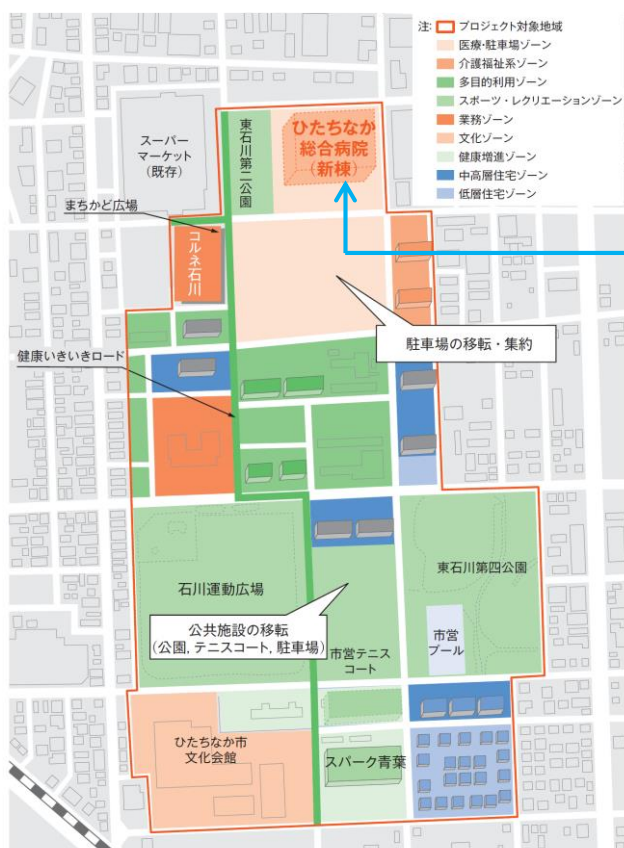 注: プロジェクト対象地域
医療・駐車場ゾーン
介護福祉系ゾーン
多目的利用ゾーン
スポーツ・レクリエーションゾーン
業務ゾーン
文化ゾーン
健康増進ゾーン
中高層住宅ゾーン
低層住宅ゾーン
スーパー
マーケット
(既存)
東石川第二公園
ひたちなか
総合病院
(新棟)
まちかど広場
コルネ石川
駐車場の移転・集約
健康いきいきロード
石川運動広場
東石川第四公園
公共施設の移転
(公園,テニスコート,駐車場)
市営テニス
コート
市営
プール
ひたちなか市
文化会館
スパーク青葉